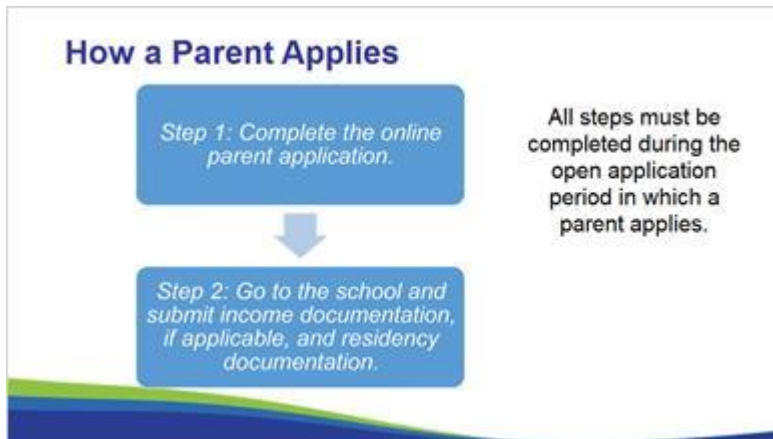 How a Parent Applies
Step 1: Complete the online
parent application.
Step 2: Go to the school and
submit income documentation,
if applicable, and residency
documentation.
All steps must be
completed during the
open application
period in which a
parent applies.